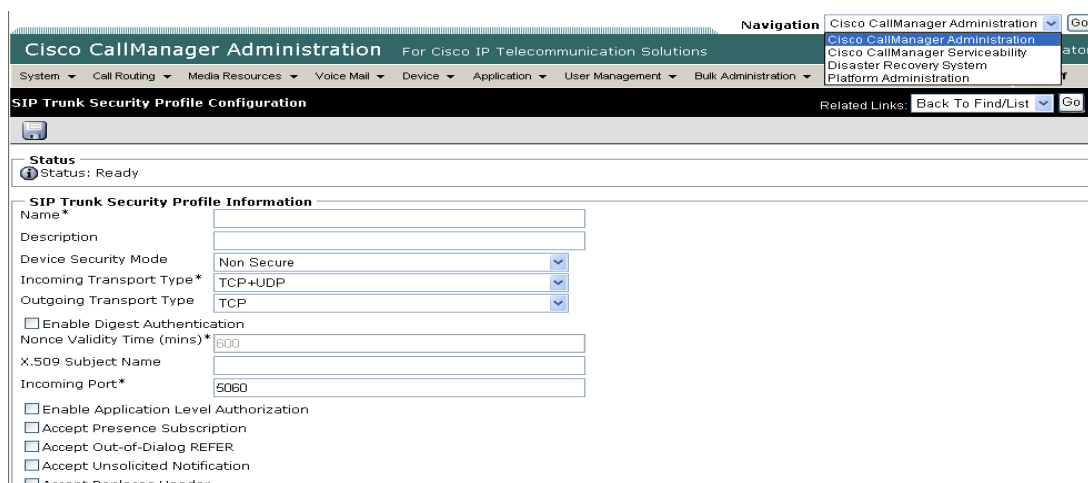 Navigation Cisco CallManager Administration Go
Cisco CallManager Administration
Cisco CallManager Serviceability
Disaster Recovery System
Platform Administration
Cisco CallManager Administration For Cisco IP Telecommunication Solutions
System Call Routing Media Resources Voice Mail Device Application User Management Bulk Administration
SIP Trunk Security Profile Configuration Related Links: Back To Find/List Go
Status
Status: Ready
SIP Trunk Security Profile Information
Name*
Description
Device Security Mode Non Secure
Incoming Transport Type* TCP+UDP
Outgoing Transport Type TCP
Enable Digest Authentication
Nonce Validity Time (mins)* 600
X.509 Subject Name
Incoming Port* 5060
Enable Application Level Authorization
Accept Presence Subscription
Accept Out-of-Dialog REFER
Accept Unsolicited Notification